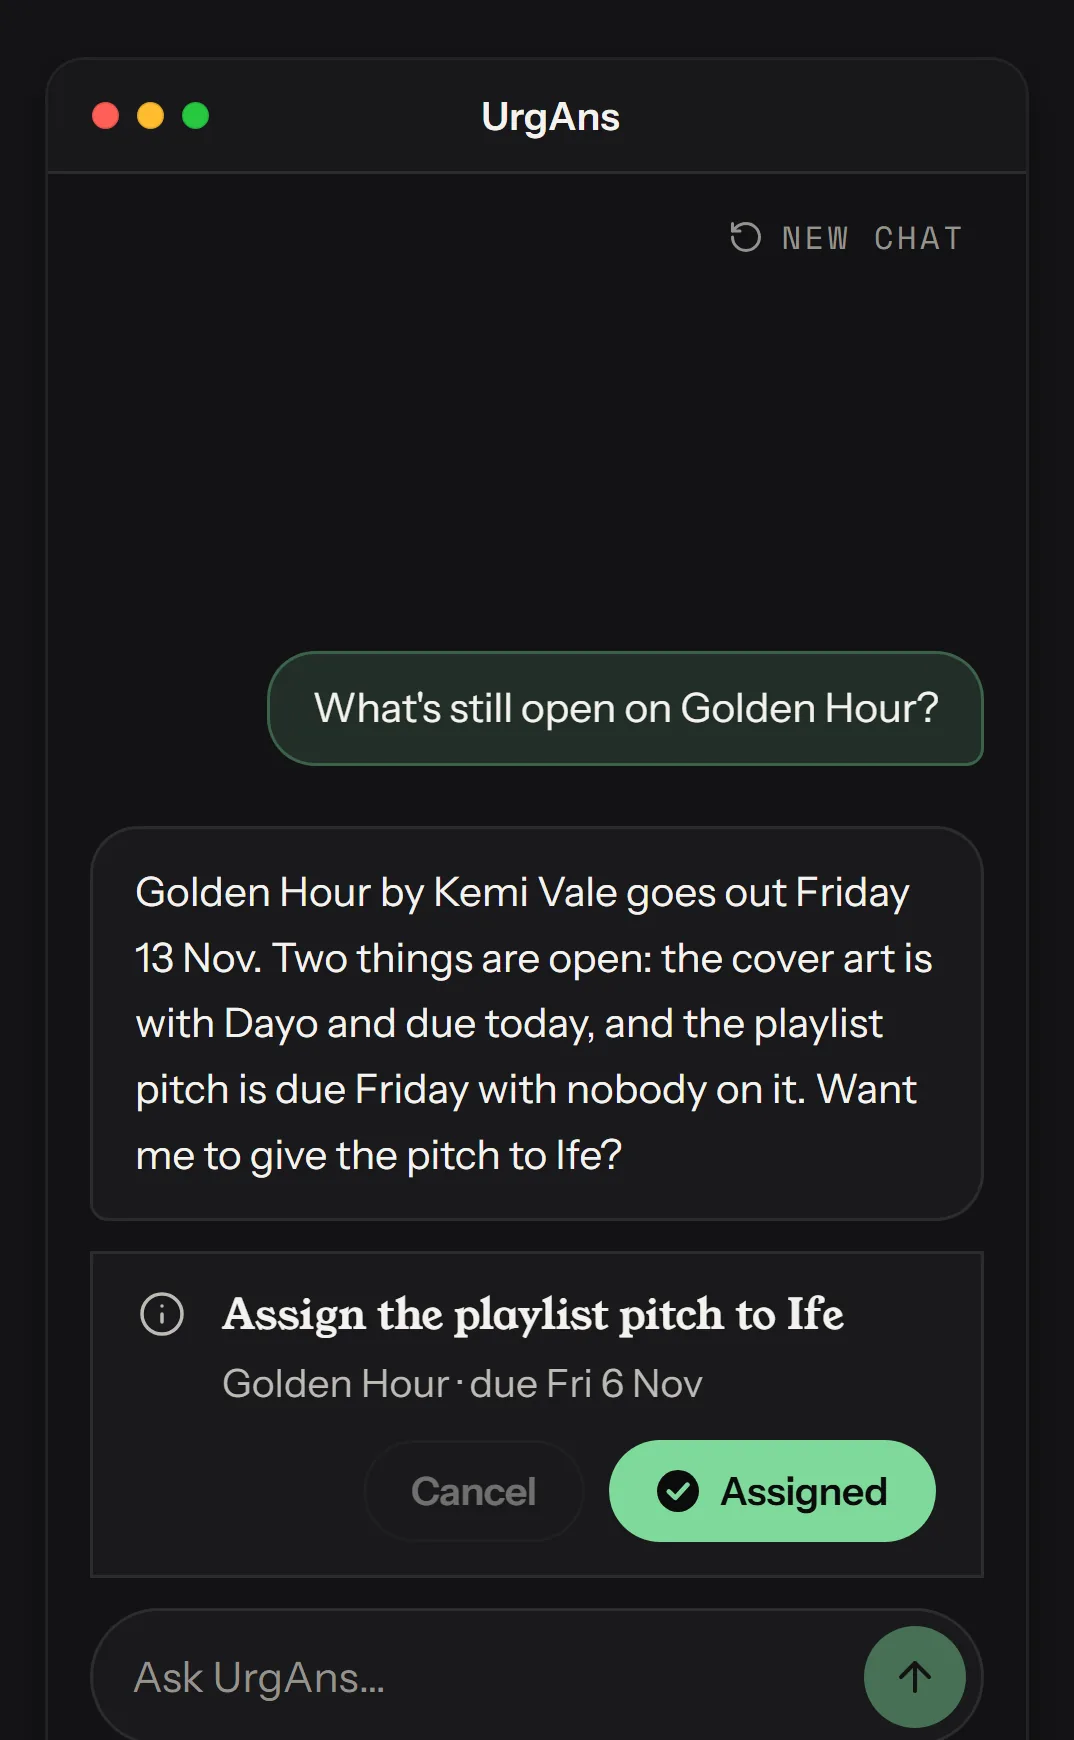 UrgAns
NEW CHAT
What's still open on Golden Hour?
Golden Hour by Kemi Vale goes out Friday
13 Nov. Two things are open: the cover art is
with Dayo and due today, and the playlist
pitch is due Friday with nobody on it. Want
me to give the pitch to Ife?
Assign the playlist pitch to Ife
Golden Hour · due Fri 6 Nov
Cancel
Assigned
Ask UrgAns...